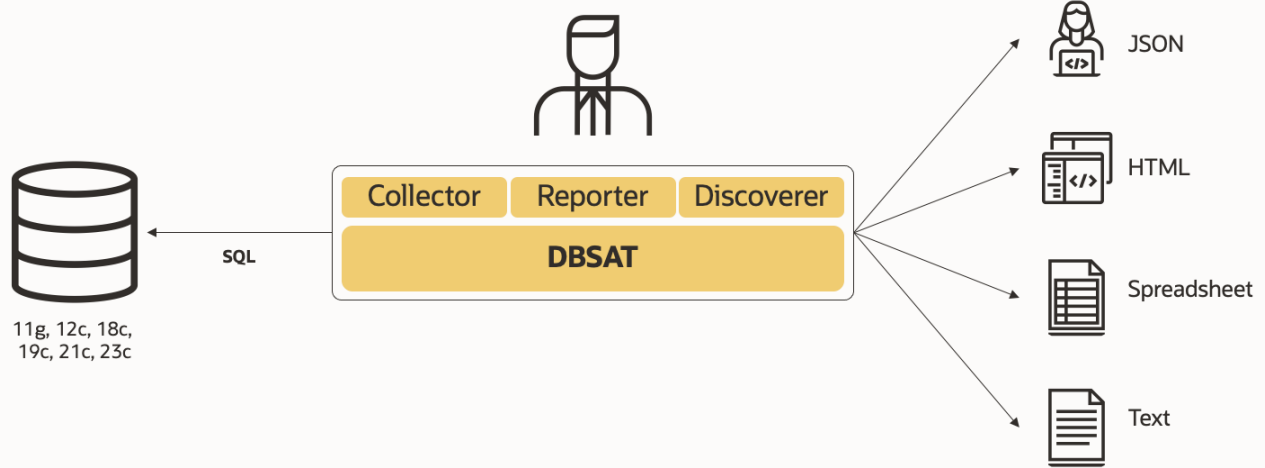 JSON
HTML
Collector
Reporter
Discoverer
DBSAT
SQL
Spreadsheet
11g, 12c, 18c,
19c, 21c, 23c
Text